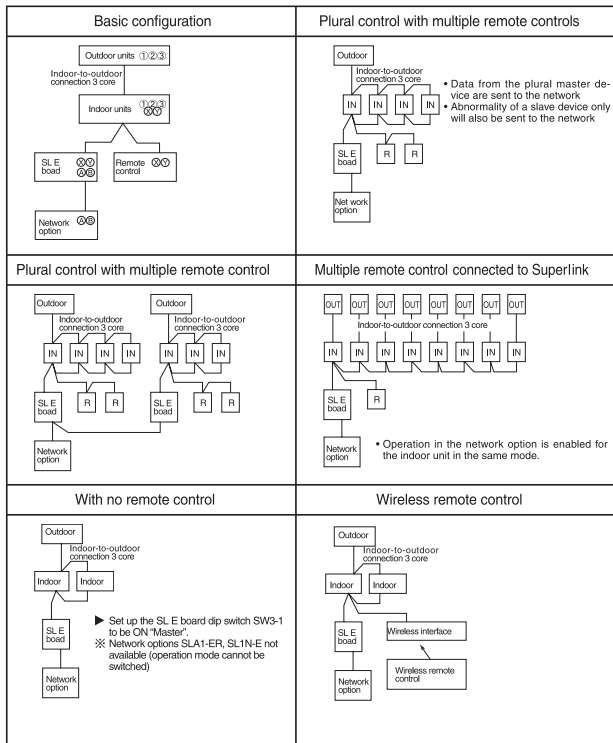 Basic configuration
Outdoor units ①②③
Indoor-to-outdoor
connection 3 core
Indoor units ①②③
ⓍⓎ
SL E
boad
ⓍⓎ
ⒶⒷ
Remote
control
ⓍⓎ
Network
option
ⒶⒷ
Plural control with multiple remote controls
Outdoor
Indoor-to-outdoor
connection 3 core
IN IN IN IN
SL E
boad
R R
Net work
option
• Data from the plural master de-
vice are sent to the network
• Abnormality of a slave device only
will also be sent to the network
Plural control with multiple remote control
Outdoor
Indoor-to-outdoor
connection 3 core
IN IN IN IN
SL E
boad
R R
Network
option
Outdoor
Indoor-to-outdoor
connection 3 core
IN IN IN IN
SL E
boad
R R
Multiple remote control connected to Superlink
OUT OUT OUT OUT OUT OUT OUT OUT
Indoor-to-outdoor connection 3 core
IN IN IN IN IN IN IN IN
SL E
boad
R
Network
option
• Operation in the network option is enabled for
the indoor unit in the same mode.
With no remote control
Outdoor
Indoor-to-outdoor
connection 3 core
Indoor Indoor
SL E
boad
Network
option
▶ Set up the SL E board dip switch SW3-1
to be ON "Master".
※ Network options SLA1-ER, SL1N-E not
available (operation mode cannot be
switched)
Wireless remote control
Outdoor
Indoor-to-outdoor
connection 3 core
Indoor Indoor
SL E
boad
Wireless interface
Network
option
Wireless remote
control